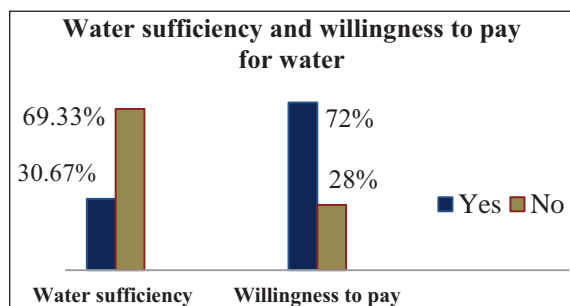 Water sufficiency and willingness to pay
for water
69.33%
30.67%
72%
28%
Yes No
Water sufficiency Willingness to pay